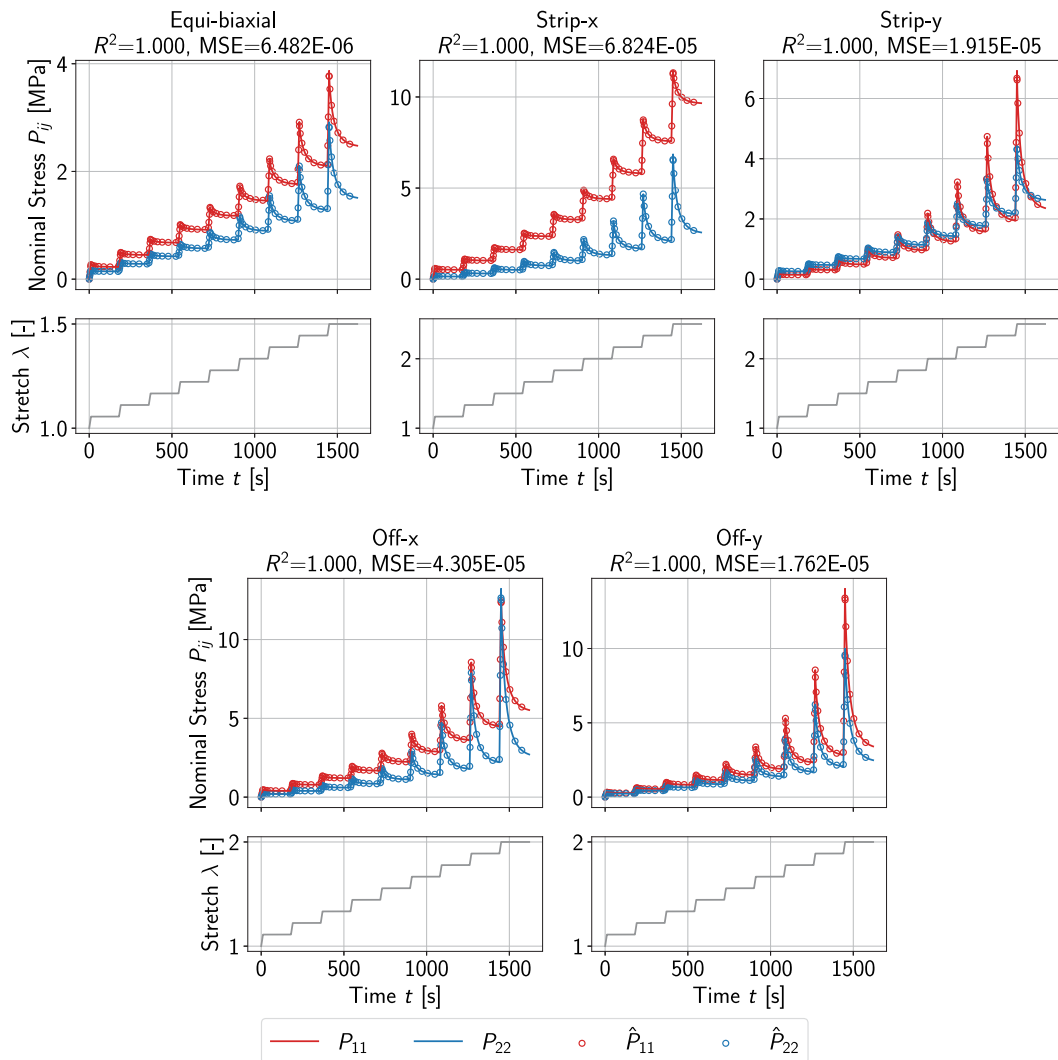 Equi-biaxial
R²=1.000, MSE=6.482E-06
Strip-x
R²=1.000, MSE=6.824E-05
Strip-y
R²=1.000, MSE=1.915E-05
Nominal Stress P_ij [MPa]
4
2
0
10
5
0
6
4
2
0
Stretch λ [-]
1.5
1.0
2
1
2
1
0 500 1000 1500
0 500 1000 1500
0 500 1000 1500
Time t [s]
Time t [s]
Time t [s]
Off-x
R²=1.000, MSE=4.305E-05
Off-y
R²=1.000, MSE=1.762E-05
Nominal Stress P_ij [MPa]
10
5
0
10
5
0
Stretch λ [-]
2
1
2
1
0 500 1000 1500
0 500 1000 1500
Time t [s]
Time t [s]
P₁₁ P₂₂ P̂₁₁ P̂₂₂